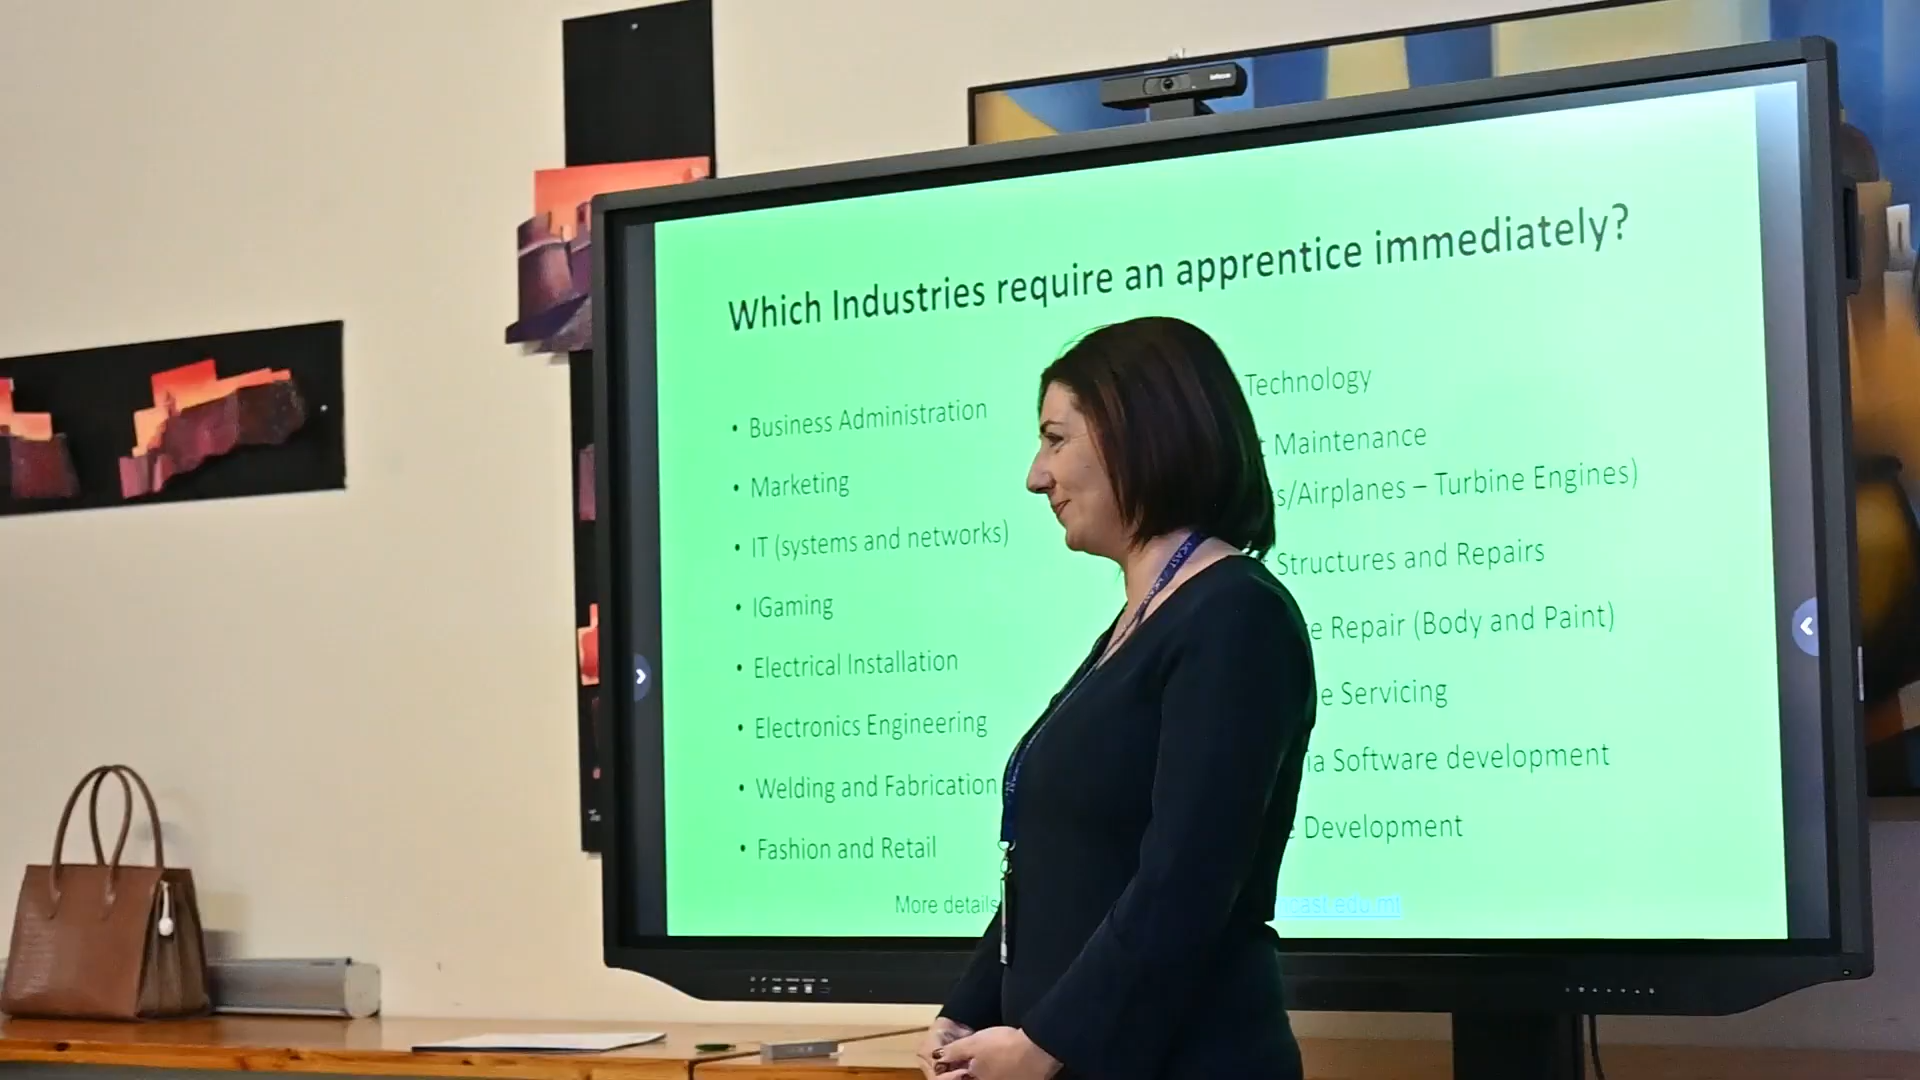 Which Industries require an apprentice immediately?
• Business Administration
• Marketing
• IT (systems and networks)
• IGaming
• Electrical Installation
• Electronics Engineering
• Welding and Fabrication
• Fashion and Retail
Technology
Maintenance
s/Airplanes – Turbine Engines)
Structures and Repairs
e Repair (Body and Paint)
e Servicing
ia Software development
Development
More details
cast.edu.mt
MCAST